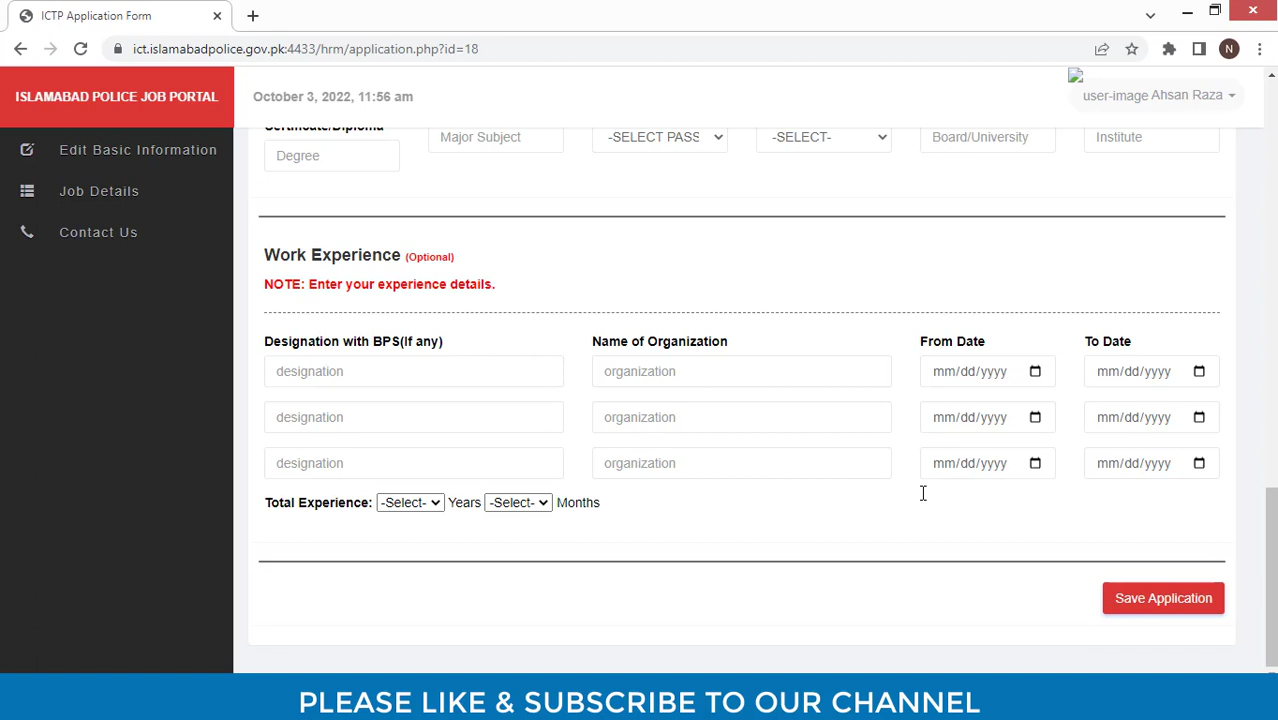 ICTP Application Form
ict.islamabadpolice.gov.pk:4433/hrm/application.php?id=18
N
ISLAMABAD POLICE JOB PORTAL
October 3, 2022, 11:56 am
user-image Ahsan Raza
Edit Basic Information
Job Details
Contact Us
Certificate/Diploma
Degree
Major Subject
-SELECT PASS
-SELECT-
Board/University
Institute
Work Experience (Optional)
NOTE: Enter your experience details.
Designation with BPS(If any) Name of Organization From Date To Date
designation organization mm/dd/yyyy mm/dd/yyyy
designation organization mm/dd/yyyy mm/dd/yyyy
designation organization mm/dd/yyyy mm/dd/yyyy
Total Experience: -Select- Years -Select- Months
Save Application
PLEASE LIKE & SUBSCRIBE TO OUR CHANNEL